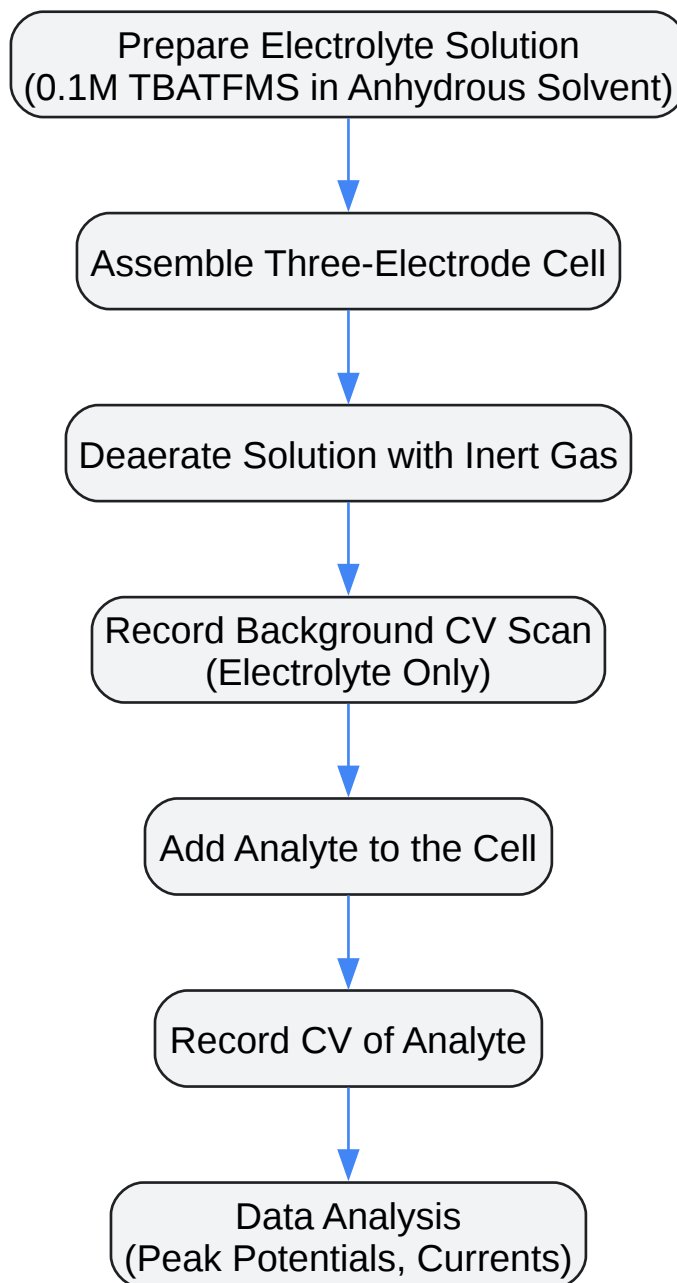 Prepare Electrolyte Solution
(0.1M TBATFMS in Anhydrous Solvent)
Assemble Three-Electrode Cell
Deaerate Solution with Inert Gas
Record Background CV Scan
(Electrolyte Only)
Add Analyte to the Cell
Record CV of Analyte
Data Analysis
(Peak Potentials, Currents)